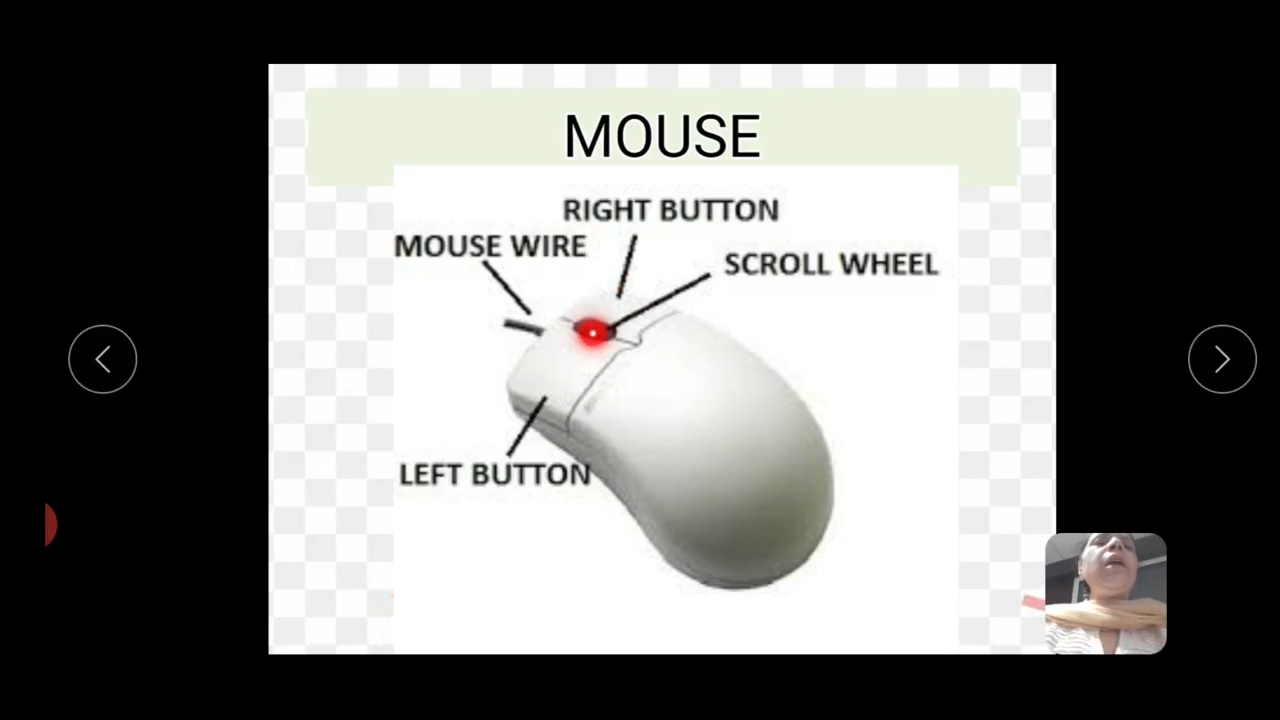 MOUSE
RIGHT BUTTON
MOUSE WIRE
SCROLL WHEEL
LEFT BUTTON